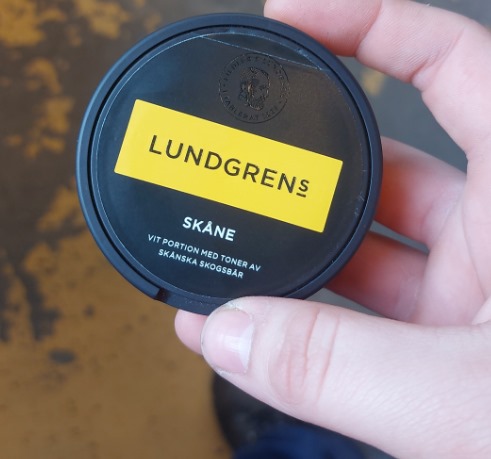 LUNDGRENs
SKÅNE
VIT PORTION MED TONER AV
SKÅNSKA SKOGSBÄR